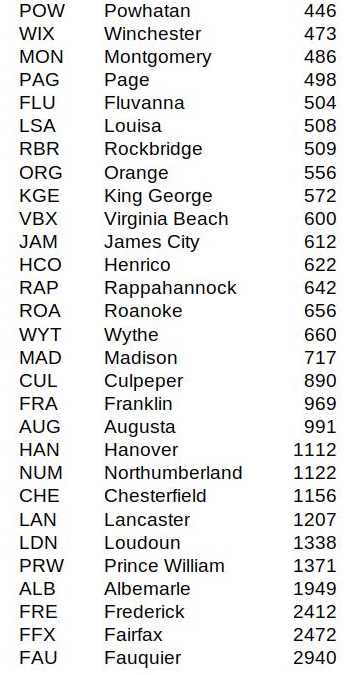 POW Powhatan 446
WIX Winchester 473
MON Montgomery 486
PAG Page 498
FLU Fluvanna 504
LSA Louisa 508
RBR Rockbridge 509
ORG Orange 556
KGE King George 572
VBX Virginia Beach 600
JAM James City 612
HCO Henrico 622
RAP Rappahannock 642
ROA Roanoke 656
WYT Wythe 660
MAD Madison 717
CUL Culpeper 890
FRA Franklin 969
AUG Augusta 991
HAN Hanover 1112
NUM Northumberland 1122
CHE Chesterfield 1156
LAN Lancaster 1207
LDN Loudoun 1338
PRW Prince William 1371
ALB Albemarle 1949
FRE Frederick 2412
FFX Fairfax 2472
FAU Fauquier 2940